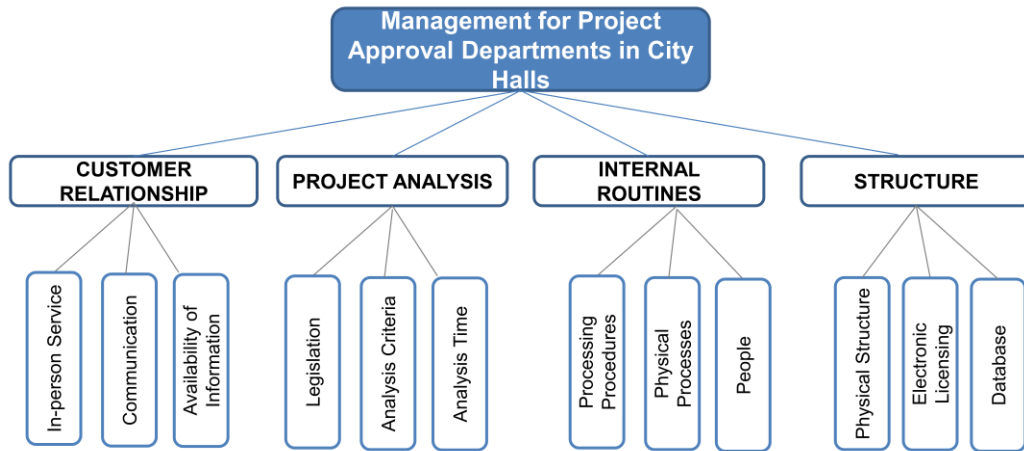 Management for Project
Approval Departments in City
Halls
CUSTOMER
RELATIONSHIP
PROJECT ANALYSIS
INTERNAL
ROUTINES
STRUCTURE
In-person Service
Communication
Availability of
Information
Legislation
Analysis Criteria
Analysis Time
Processing
Procedures
Physical
Processes
People
Physical Structure
Electronic
Licensing
Database